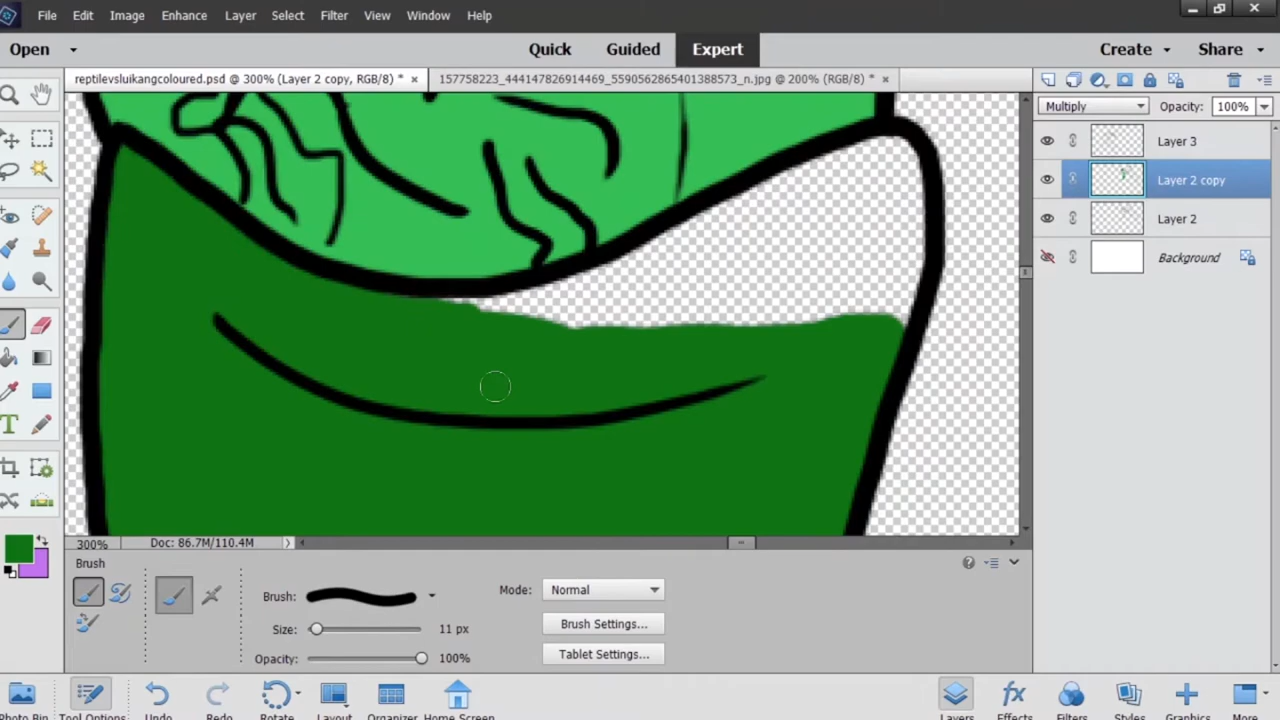 File Edit Image Enhance Layer Select Filter View Window Help
Open Quick Guided Expert Create Share
reptilevsluikangcoloured.psd @ 300% (Layer 2 copy, RGB/8) * × 157758223_444147826914469_5590562865401388573_n.jpg @ 200% (RGB/8) * ×
Multiply Opacity: 100%
Layer 3
Layer 2 copy
Layer 2
Background
300% Doc: 86.7M/110.4M
Brush
Brush: Mode: Normal
Size: 11 px Brush Settings...
Opacity: 100% Tablet Settings...
Photo Bin Tool Options Undo Redo Rotate Layout Organizer Home Screen Layers Effects Filters Styles Graphics More